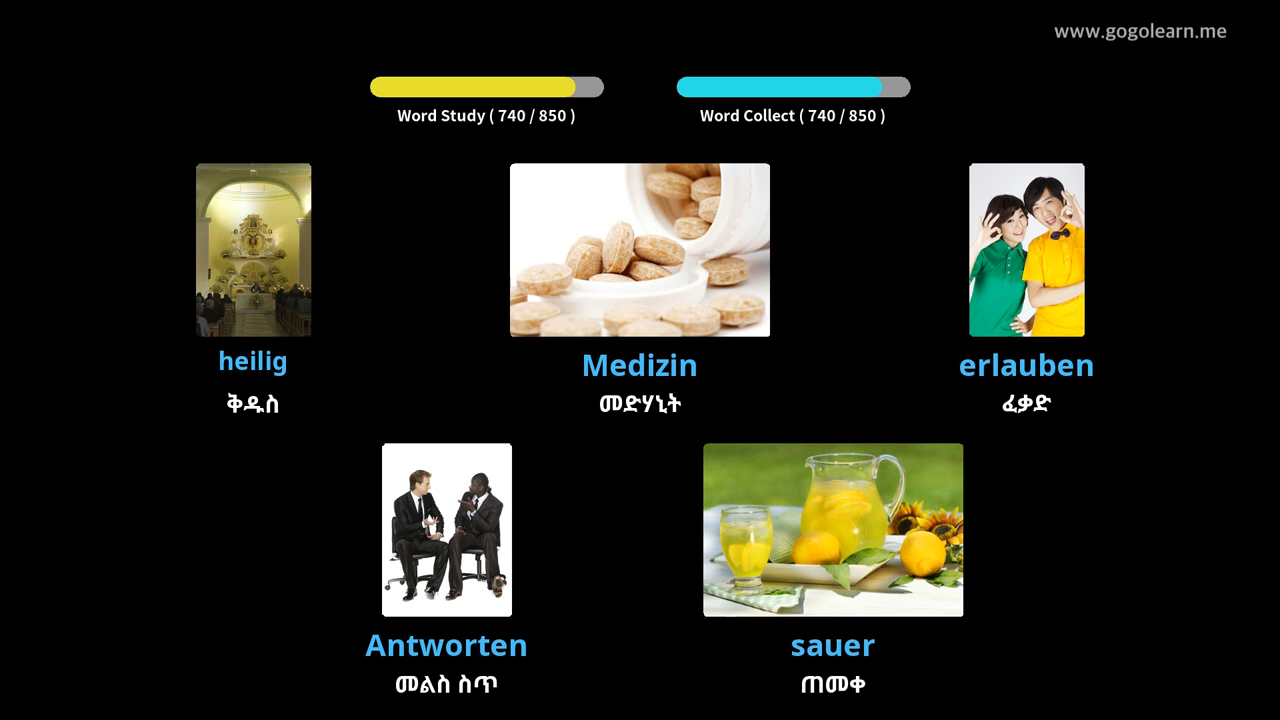 www.gogolearn.me
Word Study ( 740 / 850 )
Word Collect ( 740 / 850 )
heilig
Medizin
erlauben
ቅዱስ
መድሃኒት
ፈቃድ
Antworten
sauer
መልስ ስጥ
ጠመቀ